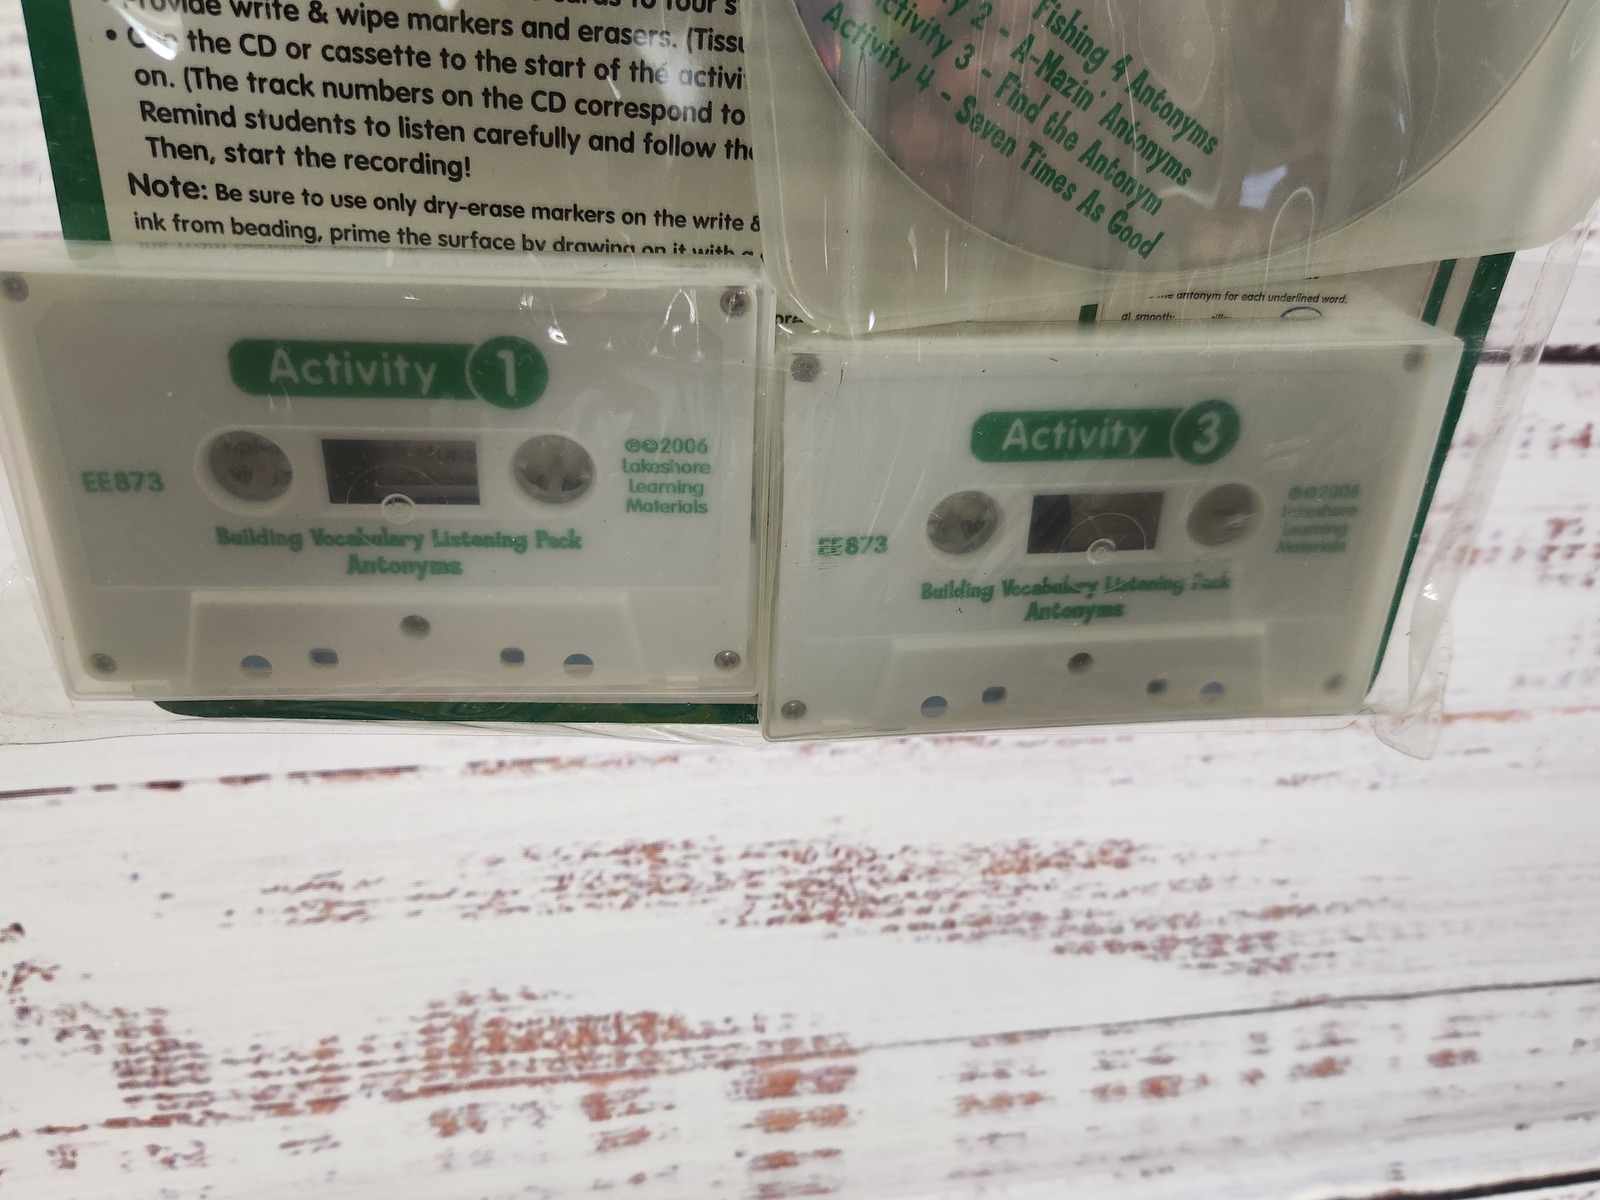 write & wipe markers and erasers.
the CD or cassette to the start of the
on. (The track numbers on the CD correspond to
Remind students to listen carefully and follow
Then, start the recording!
Note: Be sure to use only dry-erase markers on the write &
ink from beading, prime the surface by drawing on it with a
Fishing 4 Antonyms
2 - A-Mazin' Antonyms
Activity 3 - Find the Antonym
Activity 4 - Seven Times As Good
antonym for each underlined word.
smooth
Activity 1
EE873
℗©2006
Lakeshore
Learning
Materials
Building Vocabulary Listening Pack
Antonyms
Activity 3
EE873
℗©2006
Lakeshore
Learning
Materials
Building Vocabulary Listening Pack
Antonyms